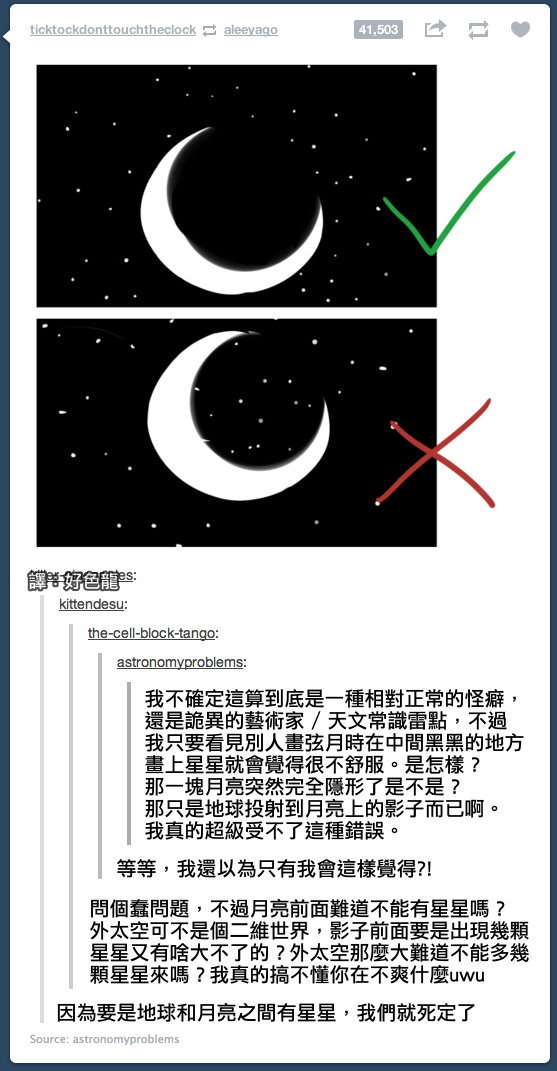 ticktockdonttouchtheclock aleeyago 41,503
譯：好色龍
kittendesu:
the-cell-block-tango:
astronomyproblems:
我不確定這算到底是一種相對正常的怪癖，
還是詭異的藝術家 / 天文常識雷點，不過
我只要看見別人畫弦月時在中間黑黑的地方
畫上星星就會覺得很不舒服。是怎樣？
那一塊月亮突然完全隱形了是不是？
那只是地球投射到月亮上的影子而已啊。
我真的超級受不了這種錯誤。
等等，我還以為只有我會這樣覺得?!
問個蠢問題，不過月亮前面難道不能有星星嗎？
外太空可不是個二維世界，影子前面要是出現幾顆
星星又有啥大不了的？外太空那麼大難道不能多幾
顆星星來嗎？我真的搞不懂你在不爽什麼uwu
因為要是地球和月亮之間有星星，我們就死定了
Source: astronomyproblems